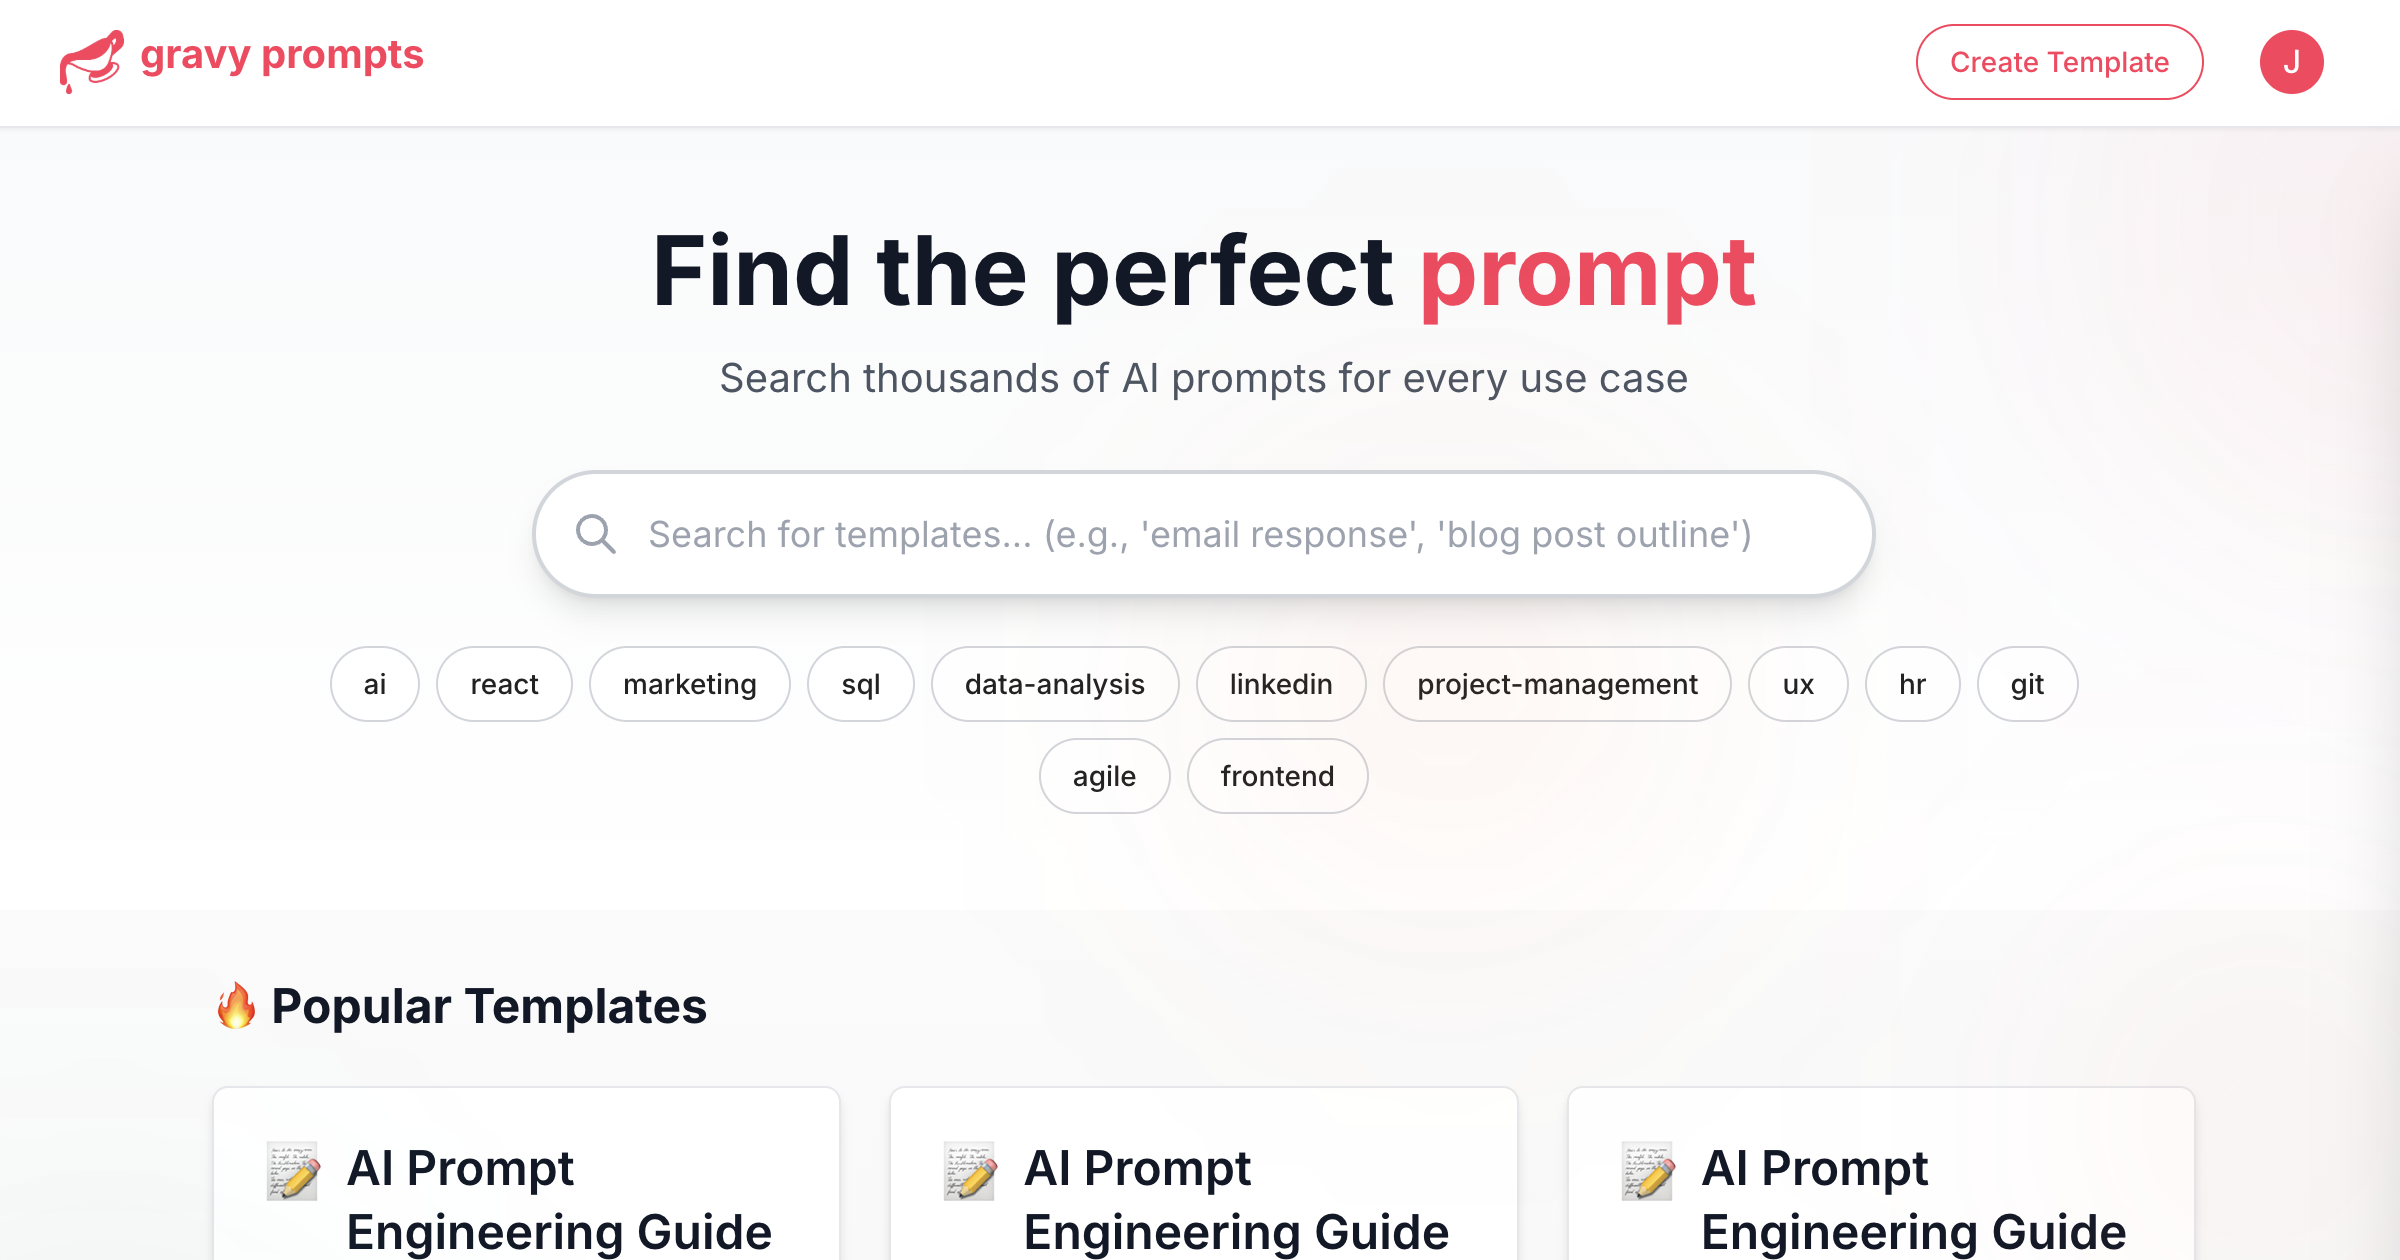 gravy prompts
Create Template
J
Find the perfect prompt
Search thousands of AI prompts for every use case
Search for templates... (e.g., 'email response', 'blog post outline')
ai
react
marketing
sql
data-analysis
linkedin
project-management
ux
hr
git
agile
frontend
🔥 Popular Templates
📝 AI Prompt
Engineering Guide
📝 AI Prompt
Engineering Guide
📝 AI Prompt
Engineering Guide